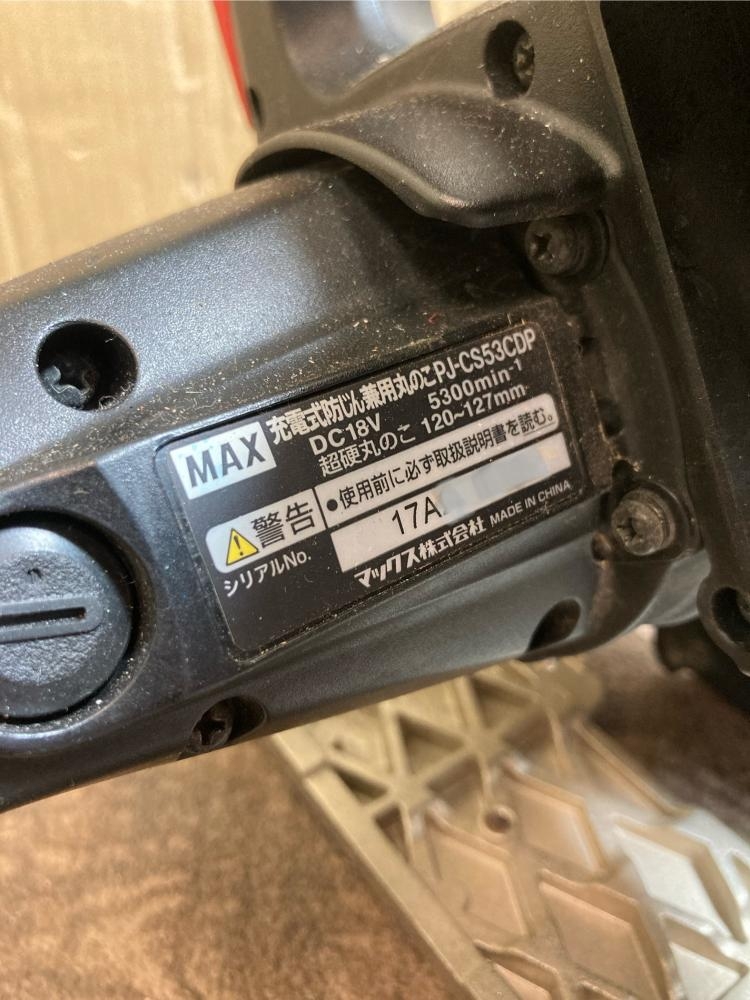 MAX 充電式防じん兼用丸のこPJ-CS53CDP
DC18V 5300min-1
超硬丸のこ 120~127mm
警告 ●使用前に必ず取扱説明書を読む。
シリアルNo. 17A
マックス株式会社 MADE IN CHINA